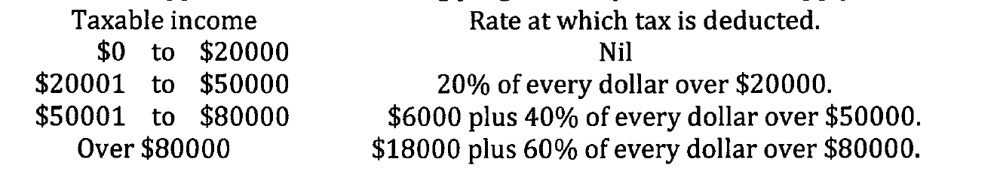 Taxable income Rate at which tax is deducted.
$0 to $20000 Nil
$20001 to $50000 20% of every dollar over $20000.
$50001 to $80000 $6000 plus 40% of every dollar over $50000.
Over $80000 $18000 plus 60% of every dollar over $80000.